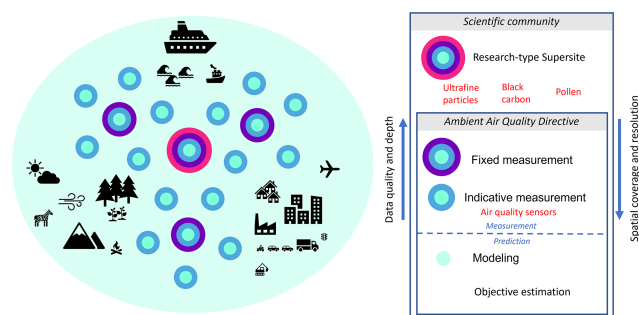 Scientific community
Research-type Supersite
Ultrafine particles
Black carbon
Pollen
Ambient Air Quality Directive
Fixed measurement
Indicative measurement
Air quality sensors
Measurement
Prediction
Modeling
Objective estimation
Data quality and depth
Spatial coverage and resolution